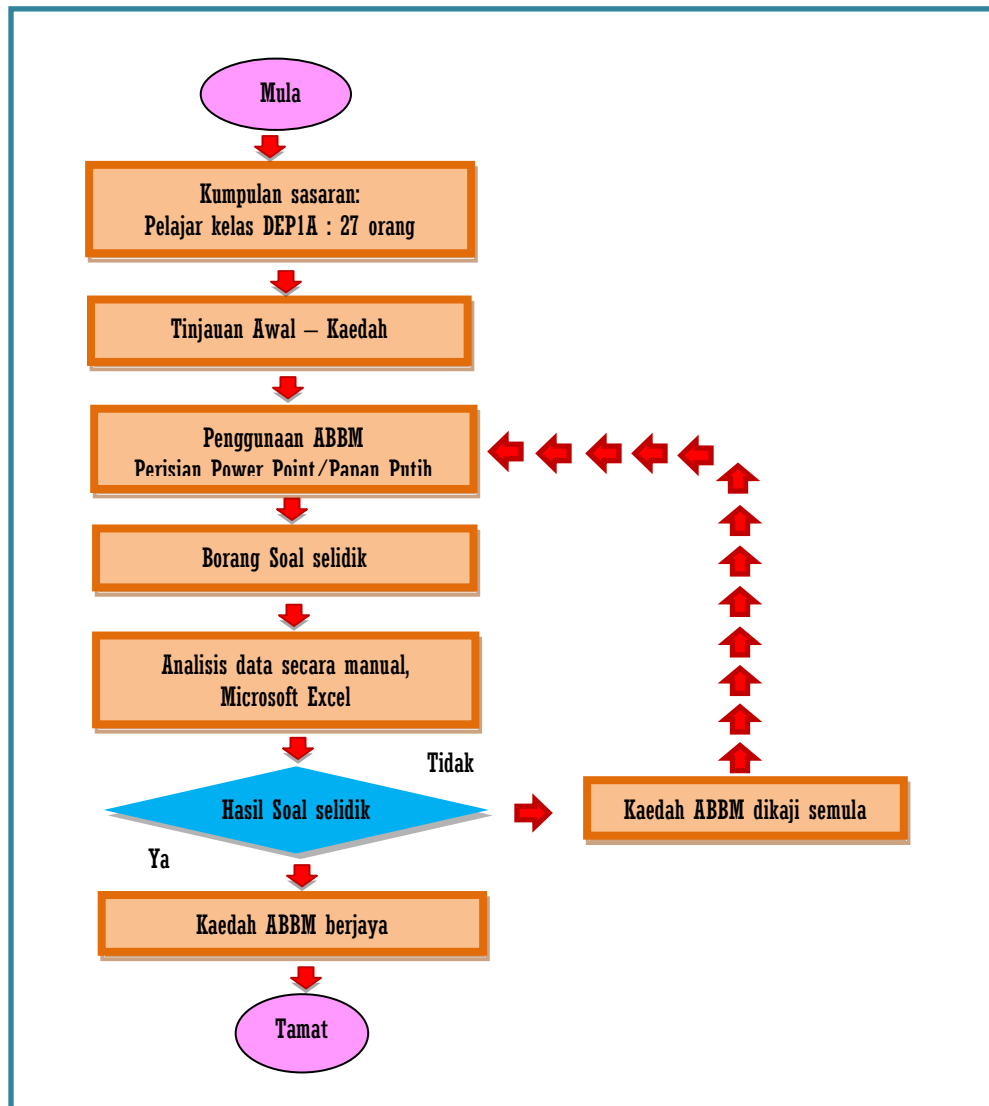 Mula
Kumpulan sasaran:
Pelajar kelas DEP1A : 27 orang
Tinjauan Awal – Kaedah
Penggunaan ABBM
Perisian Power Point/Papan Putih
Borang Soal selidik
Analisis data secara manual,
Microsoft Excel
Tidak
Hasil Soal selidik
Kaedah ABBM dikaji semula
Ya
Kaedah ABBM berjaya
Tamat